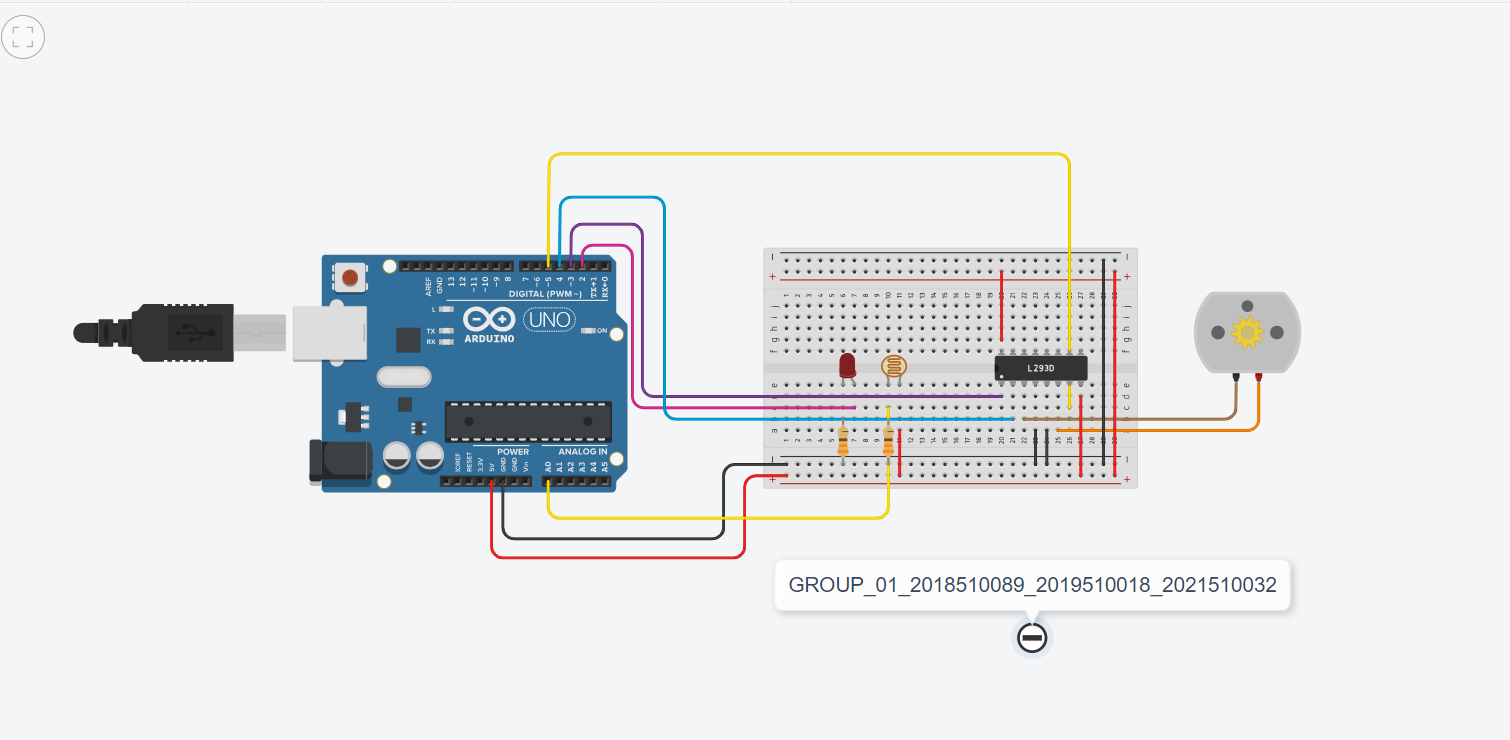 AREF
GND
13
12
~11
~10
~9
8
7
~6
~5
4
~3
2
TX→1
RX←0
DIGITAL (PWM~)
L
TX
RX
ARDUINO
UNO
ON
POWER
ANALOG IN
IOREF
RESET
3.3V
5V
GND
GND
Vin
A0
A1
A2
A3
A4
A5
L293D
GROUP_01_2018510089_2019510018_2021510032